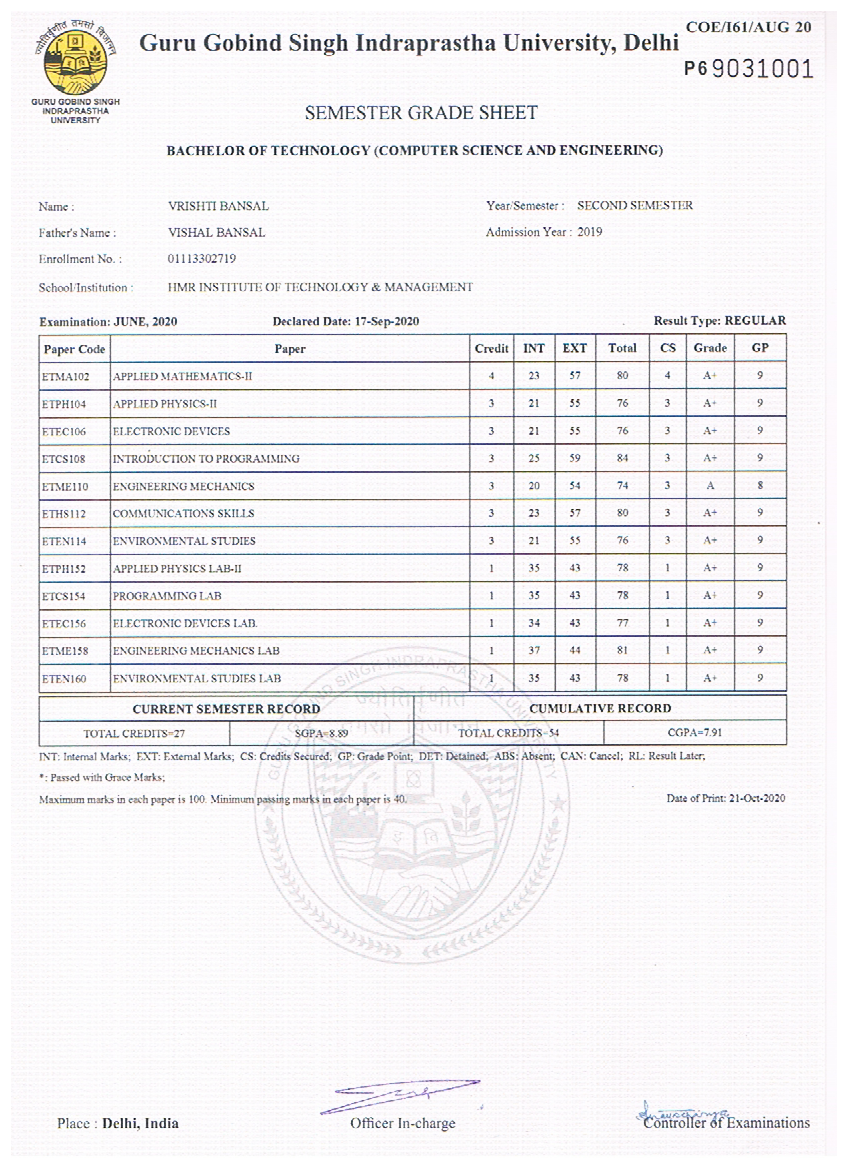 ज्योतिर्वृणीत तमसो विजानन
GURU GOBIND SINGH
INDRAPRASTHA
UNIVERSITY
COE/I61/AUG 20
Guru Gobind Singh Indraprastha University, Delhi
P69031001
SEMESTER GRADE SHEET
BACHELOR OF TECHNOLOGY (COMPUTER SCIENCE AND ENGINEERING)
Name : VRISHTI BANSAL Year/Semester : SECOND SEMESTER
Father's Name : VISHAL BANSAL Admission Year : 2019
Enrollment No. : 01113302719
School/Institution : HMR INSTITUTE OF TECHNOLOGY & MANAGEMENT
Examination: JUNE, 2020 Declared Date: 17-Sep-2020 Result Type: REGULAR
Paper Code Paper Credit INT EXT Total CS Grade GP
ETMA102 APPLIED MATHEMATICS-II 4 23 57 80 4 A+ 9
ETPH104 APPLIED PHYSICS-II 3 21 55 76 3 A+ 9
ETEC106 ELECTRONIC DEVICES 3 21 55 76 3 A+ 9
ETCS108 INTRODUCTION TO PROGRAMMING 3 25 59 84 3 A+ 9
ETME110 ENGINEERING MECHANICS 3 20 54 74 3 A 8
ETHS112 COMMUNICATIONS SKILLS 3 23 57 80 3 A+ 9
ETEN114 ENVIRONMENTAL STUDIES 3 21 55 76 3 A+ 9
ETPH152 APPLIED PHYSICS LAB-II 1 35 43 78 1 A+ 9
ETCS154 PROGRAMMING LAB 1 35 43 78 1 A+ 9
ETEC156 ELECTRONIC DEVICES LAB. 1 34 43 77 1 A+ 9
ETME158 ENGINEERING MECHANICS LAB 1 37 44 81 1 A+ 9
ETEN160 ENVIRONMENTAL STUDIES LAB 1 35 43 78 1 A+ 9
CURRENT SEMESTER RECORD CUMULATIVE RECORD
TOTAL CREDITS=27 SGPA=8.89 TOTAL CREDITS=54 CGPA=7.91
INT: Internal Marks; EXT: External Marks; CS: Credits Secured; GP: Grade Point; DET: Detained; ABS: Absent; CAN: Cancel; RL: Result Later;
*: Passed with Grace Marks;
Maximum marks in each paper is 100. Minimum passing marks in each paper is 40. Date of Print: 21-Oct-2020
GURU GOBIND SINGH INDRAPRASTHA UNIVERSITY
Place : Delhi, India Officer In-charge Controller of Examinations